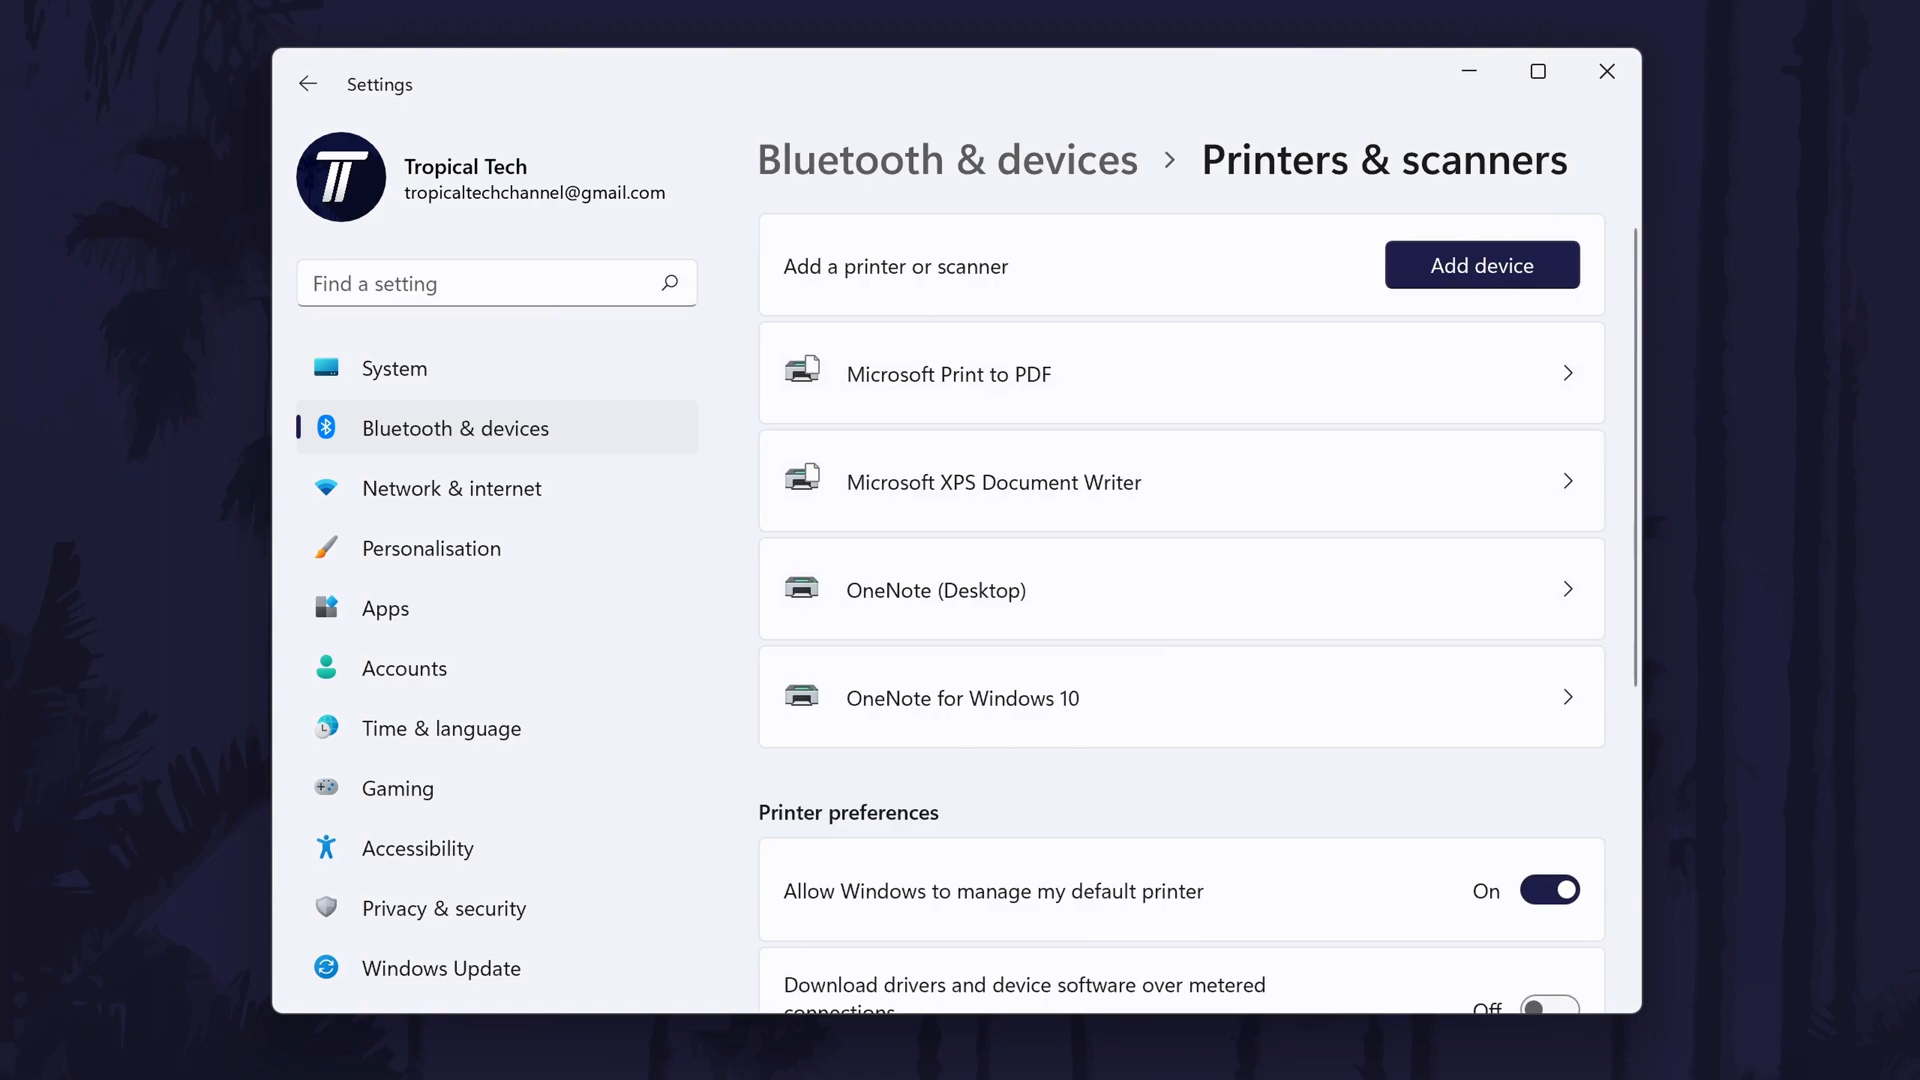 Settings
Tropical Tech
tropicaltechchannel@gmail.com
Find a setting
System
Bluetooth & devices
Network & internet
Personalisation
Apps
Accounts
Time & language
Gaming
Accessibility
Privacy & security
Windows Update
Bluetooth & devices > Printers & scanners
Add a printer or scanner
Add device
Microsoft Print to PDF
Microsoft XPS Document Writer
OneNote (Desktop)
OneNote for Windows 10
Printer preferences
Allow Windows to manage my default printer
On
Download drivers and device software over metered
connections
Off